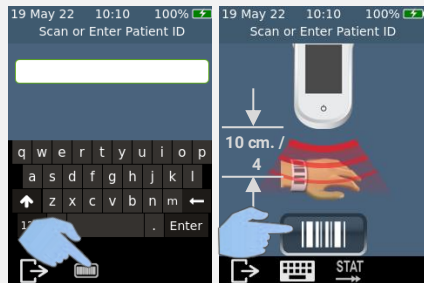 19 May 22 10:10 100%
Scan or Enter Patient ID
q w e r t y u i o p
a s d f g h j k l
z x c v b n m
. Enter
19 May 22 10:10 100%
Scan or Enter Patient ID
10 cm. /
4
STAT